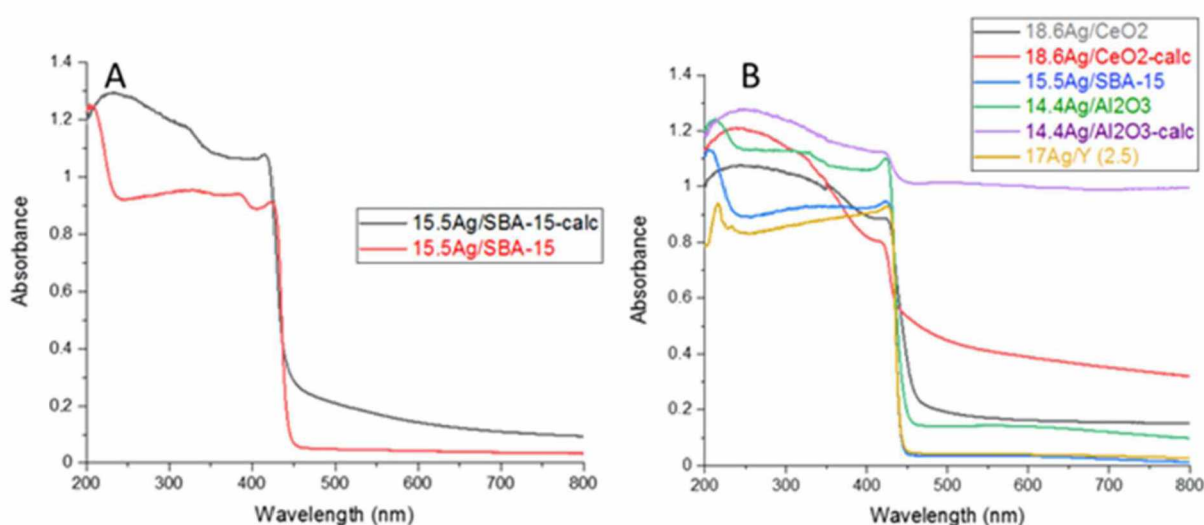 A
1.4
1.2
1
0.8
0.6
0.4
0.2
0
200 300 400 500 600 700 800
Absorbance
Wavelength (nm)
15.5Ag/SBA-15-calc
15.5Ag/SBA-15
B
1.4
1.2
1
0.8
0.6
0.4
0.2
0
200 300 400 500 600 700 800
Absorbance
Wavelength (nm)
18.6Ag/CeO2
18.6Ag/CeO2-calc
15.5Ag/SBA-15
14.4Ag/Al2O3
14.4Ag/Al2O3-calc
17Ag/Y (2.5)